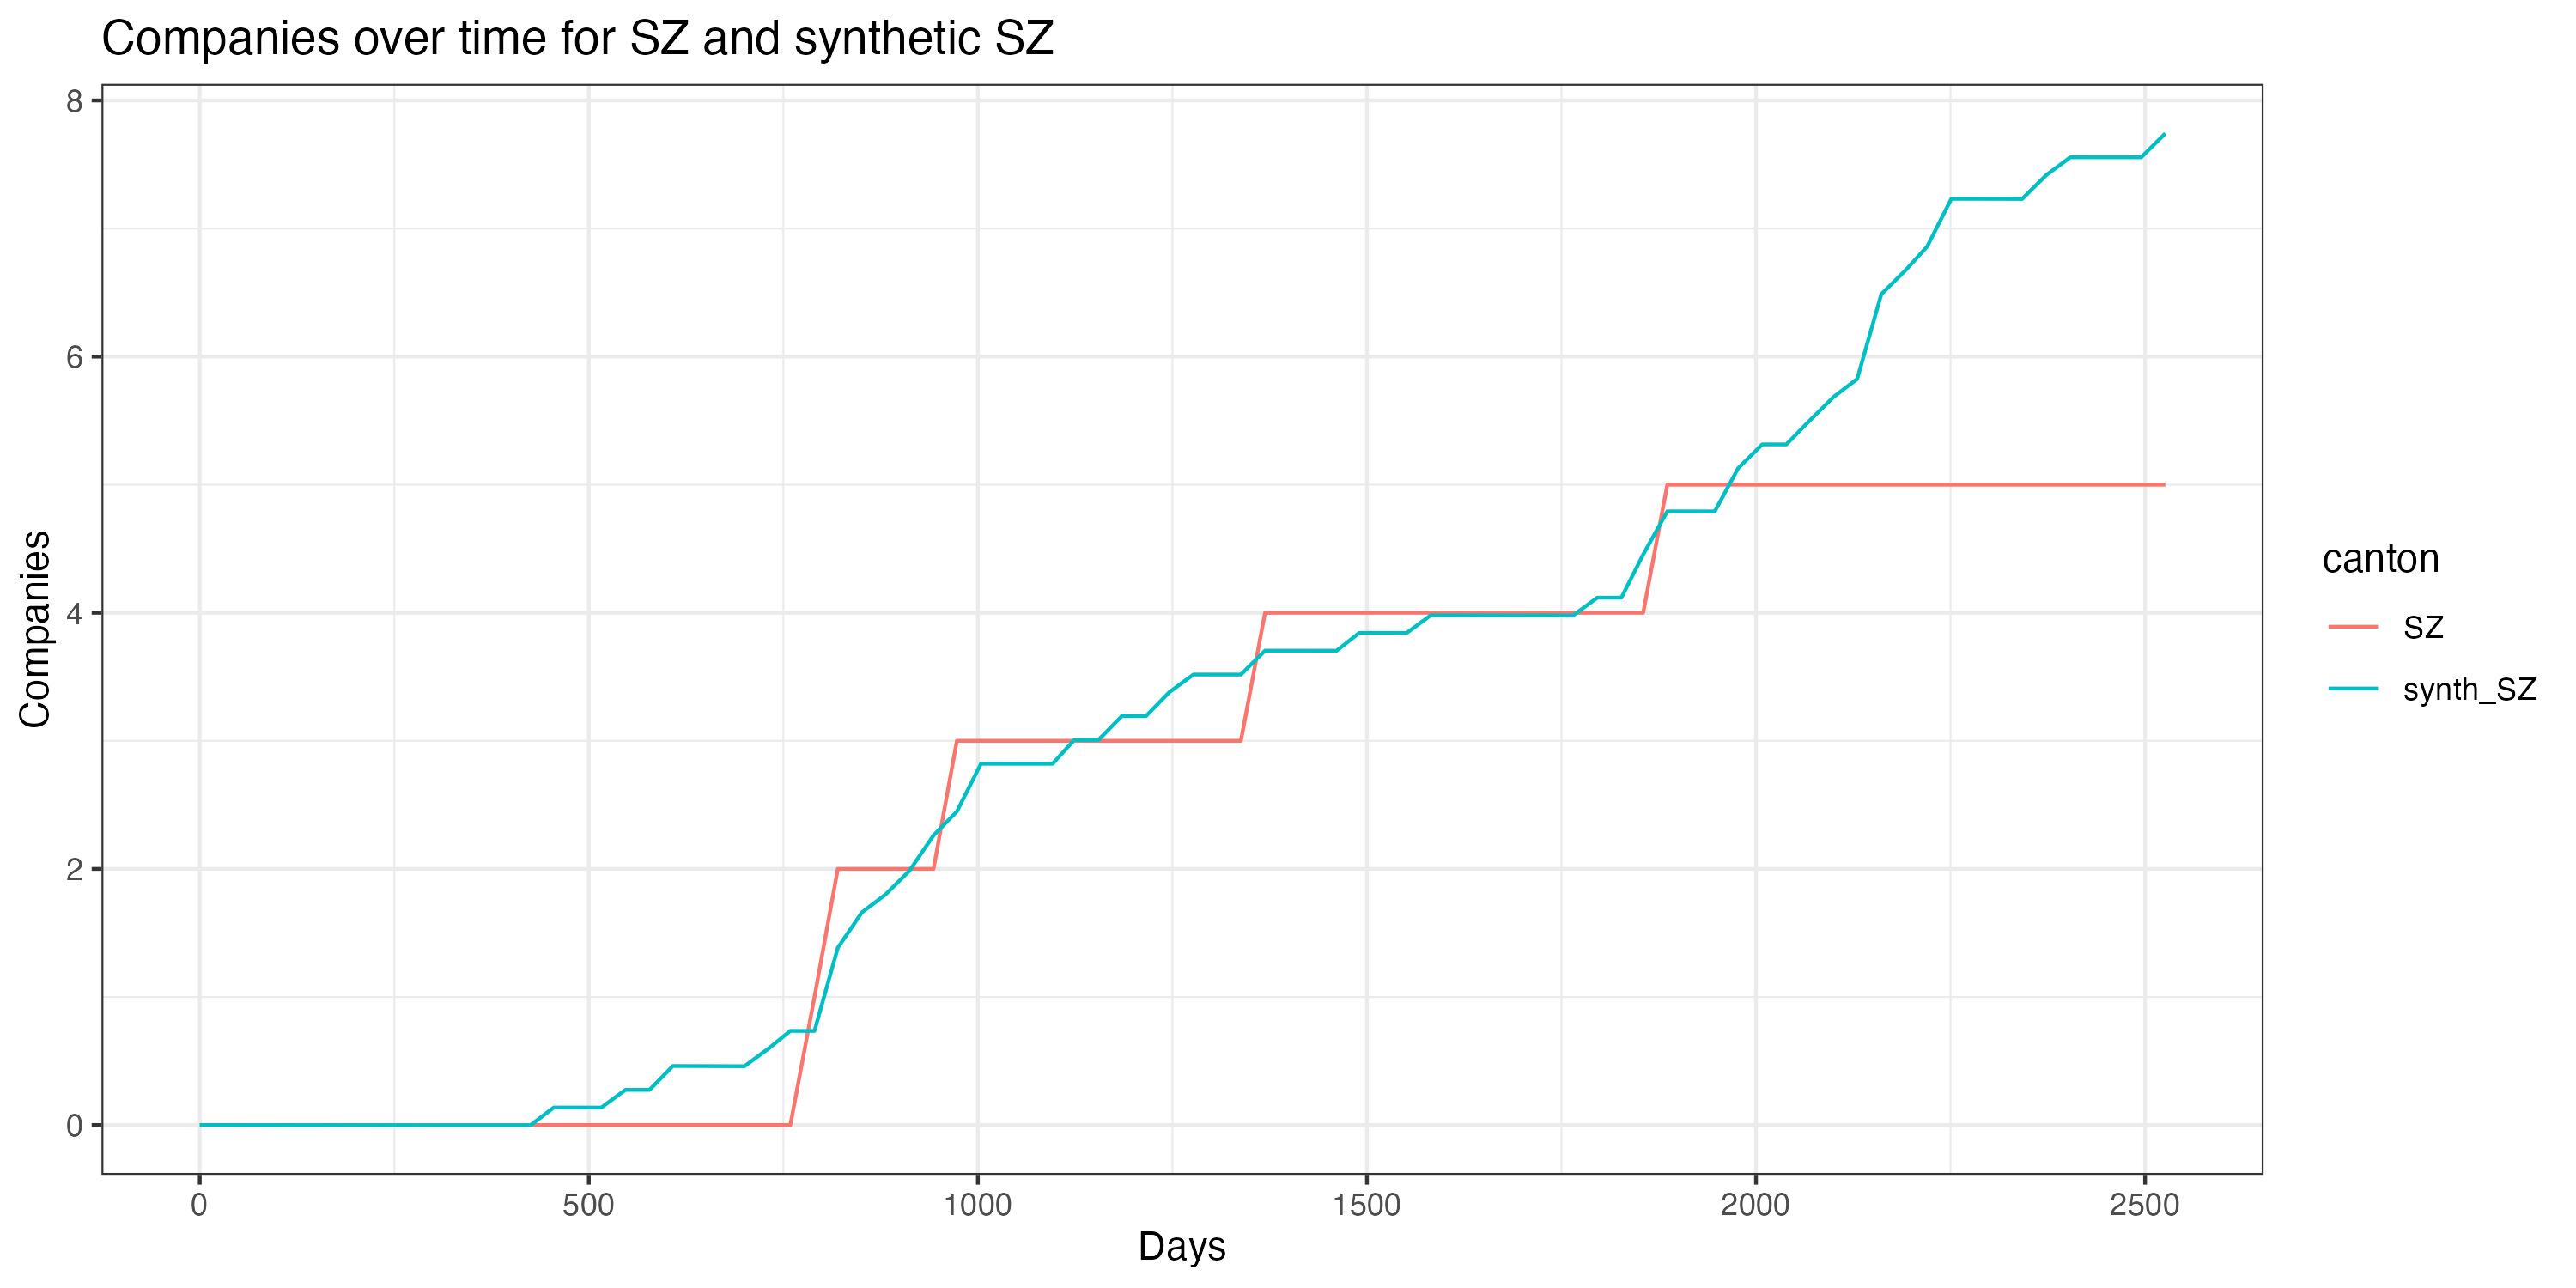 Companies over time for SZ and synthetic SZ
8
6
4
2
0
Companies
0 500 1000 1500 2000 2500
Days
canton
SZ
synth_SZ